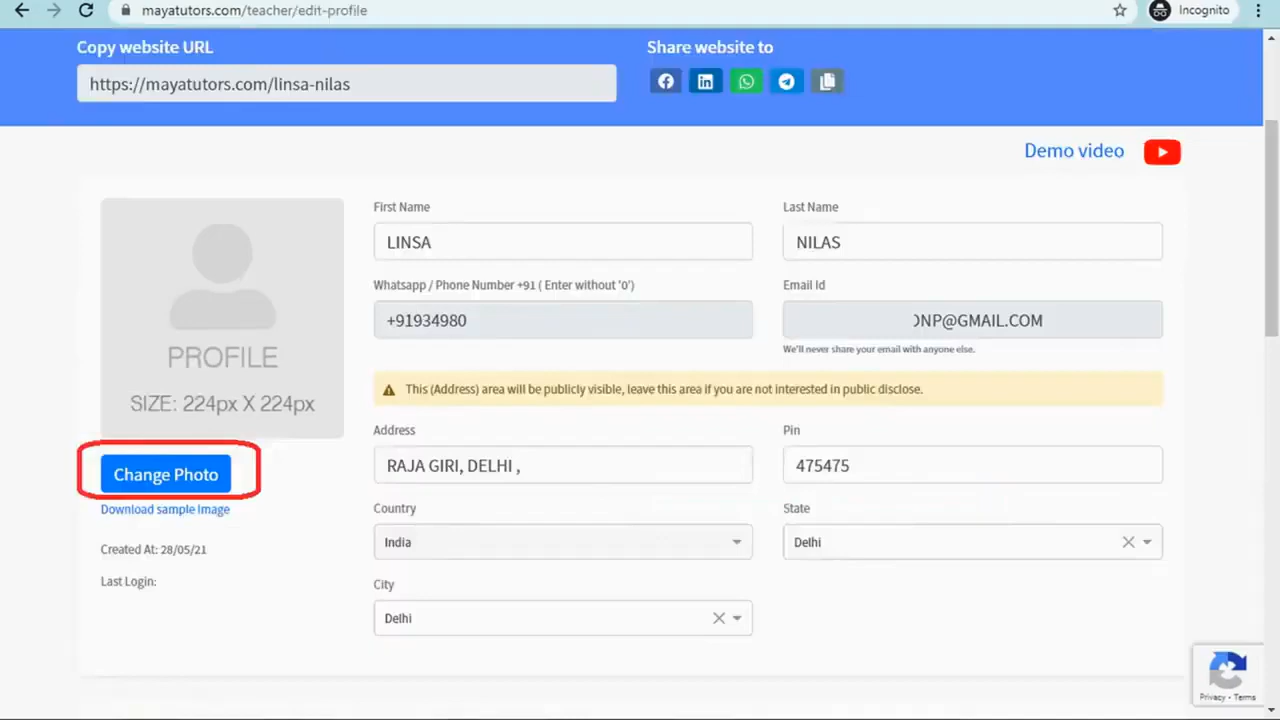 mayatutors.com/teacher/edit-profile
Incognito
Copy website URL
Share website to
https://mayatutors.com/linsa-nilas
Demo video
PROFILE
SIZE: 224px X 224px
Change Photo
Download sample Image
Created At: 28/05/21
Last Login:
First Name
Last Name
LINSA
NILAS
Whatsapp / Phone Number +91 ( Enter without '0')
Email Id
+91934980
NP@GMAIL.COM
We'll never share your email with anyone else.
This (Address) area will be publicly visible, leave this area if you are not interested in public disclose.
Address
Pin
RAJA GIRI, DELHI ,
475475
Country
State
India
Delhi
City
Delhi
Privacy - Terms